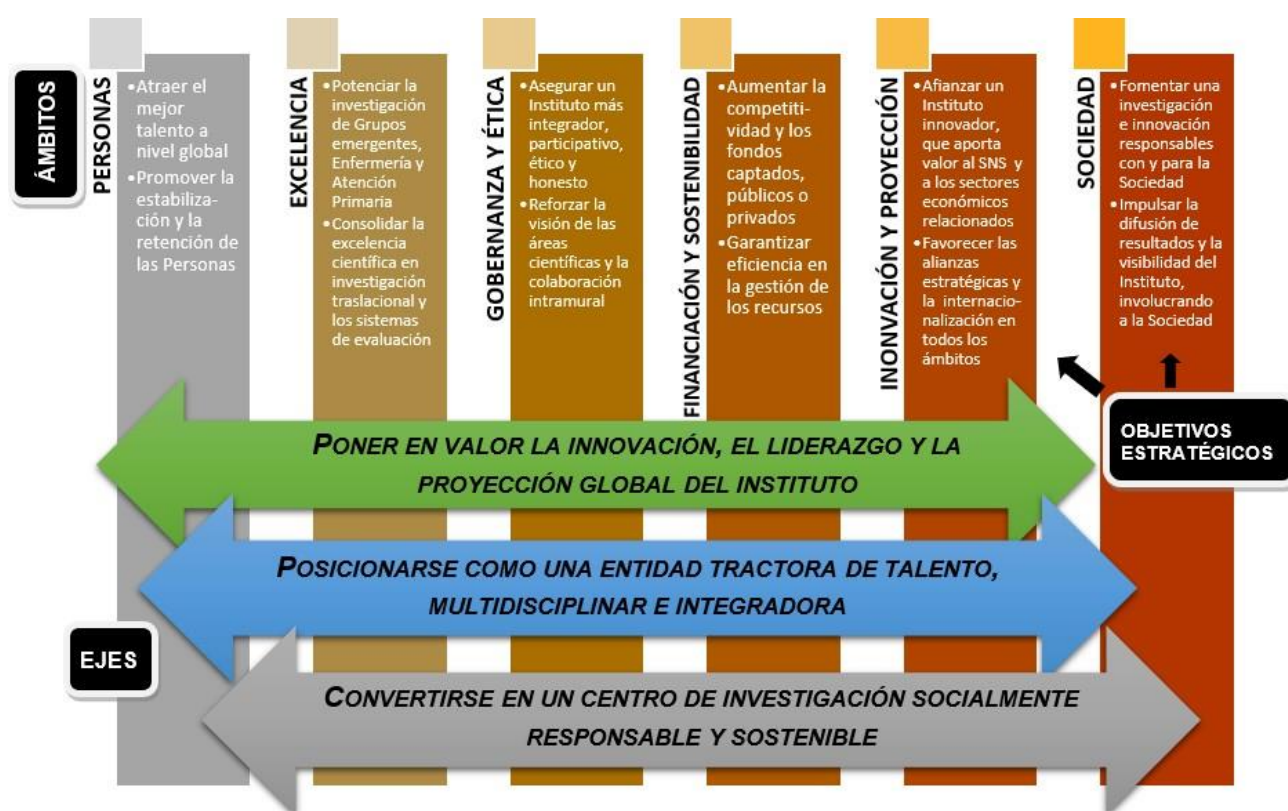 ÁMBITOS
PERSONAS
•Atraer el
mejor
talento a
nivel global
•Promover la
estabiliza-
ción y la
retención de
las Personas
EXCELENCIA
•Potenciar la
investigación
de Grupos
emergentes,
Enfermería y
Atención
Primaria
•Consolidar la
excelencia
científica en
investigación
traslacional y
los sistemas
de evaluación
GOBERNANZA Y ÉTICA
•Asegurar un
Instituto más
integrador,
participativo,
ético y
honesto
•Reforzar la
visión de las
áreas
científicas y la
colaboración
intramural
FINANCIACIÓN Y SOSTENIBILIDAD
•Aumentar la
competiti-
vidad y los
fondos
captados,
públicos o
privados
•Garantizar
eficiencia en
la gestión de
los recursos
INONVACIÓN Y PROYECCIÓN
•Afianzar un
Instituto
innovador,
que aporta
valor al SNS y
a los sectores
económicos
relacionados
•Favorecer las
alianzas
estratégicas y
la internacio-
nalización en
todos los
ámbitos
SOCIEDAD
•Fomentar una
investigación
e innovación
responsables
con y para la
Sociedad
•Impulsar la
difusión de
resultados y la
visibilidad del
Instituto,
involucrando
a la Sociedad
OBJETIVOS
ESTRATÉGICOS
PONER EN VALOR LA INNOVACIÓN, EL LIDERAZGO Y LA
PROYECCIÓN GLOBAL DEL INSTITUTO
POSICIONARSE COMO UNA ENTIDAD TRACTORA DE TALENTO,
MULTIDISCIPLINAR E INTEGRADORA
EJES
CONVERTIRSE EN UN CENTRO DE INVESTIGACIÓN SOCIALMENTE
RESPONSABLE Y SOSTENIBLE